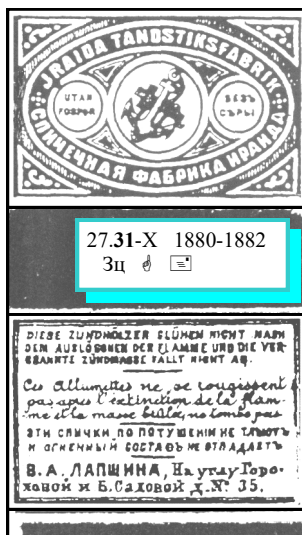 JRAIDA TANDSTIKSFABRIK
UTAN
FOSFOR
БЕЗЪ
СѢРЫ
СПИЧЕЧНАЯ ФАБРИКА ИРАИДА
27.31-X 1880-1882
Зц
DIESE ZÜNDHÖLZER GLÜHEN NICHT NACH
DEM AUSLÖSCHEN DER FLAMME UND DIE VER-
BRANNTE ZÜNDMASSE FÄLLT NICHT AB.
Ces Allumettes ne se rougissent
pas après l'extinction de la flam-
me et la masse brûlée ne tombe pas
ЭТИ СПИЧКИ ПО ПОТУШЕНІИ НЕ ТЛѢЮТЪ
И ОГНЕННЫЙ СОСТАВЪ НЕ ОТПАДАЕТЪ
В. А. ЛАПШИНА, На углу Горо-
ховой и Б. Садовой д. № 35.